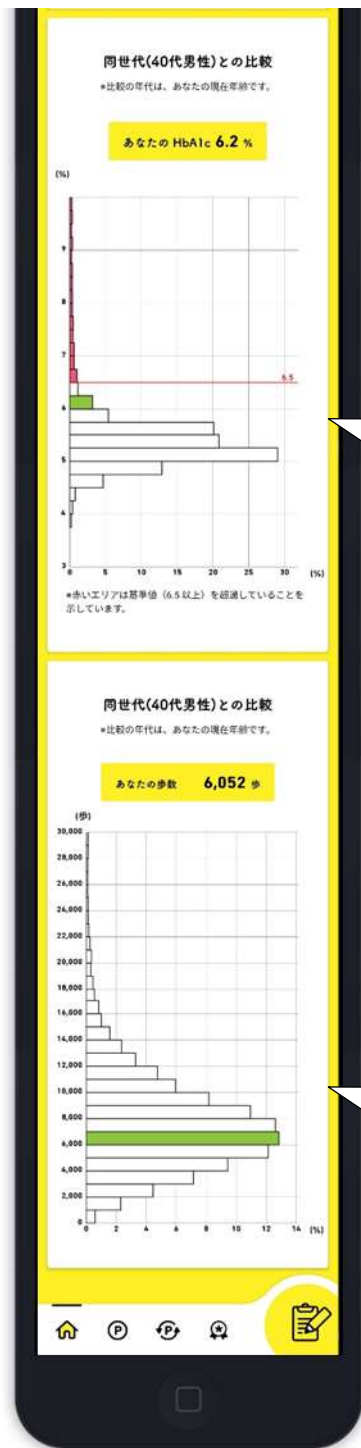 同世代(40代男性)との比較
*比較の年代は、あなたの現在年齢です。
あなたの HbA1c 6.2 %
(%)
9
8
7
6.5
6
5
4
3
0 5 10 15 20 25 30 (%)
*赤いエリアは基準値（6.5 以上）を超過していることを
示しています。
同世代(40代男性)との比較
*比較の年代は、あなたの現在年齢です。
あなたの歩数 6,052 歩
(歩)
30,000
28,000
26,000
24,000
22,000
20,000
18,000
16,000
14,000
12,000
10,000
8,000
6,000
4,000
2,000
0
0 2 4 6 8 10 12 14 (%)
P
P